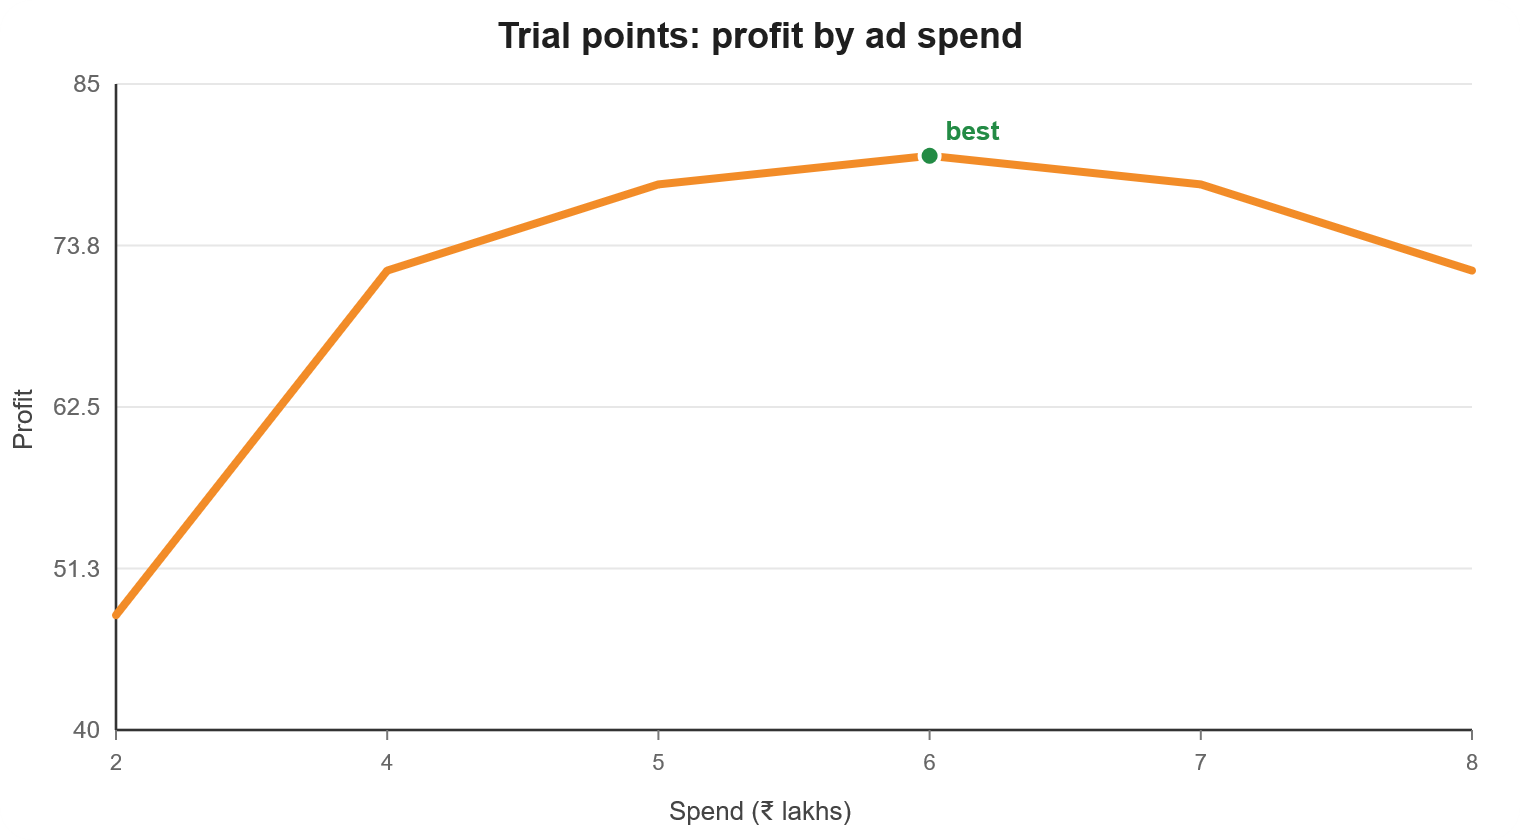 Trial points: profit by ad spend
85
73.8
62.5
51.3
40
Profit
best
2 4 5 6 7 8
Spend (₹ lakhs)